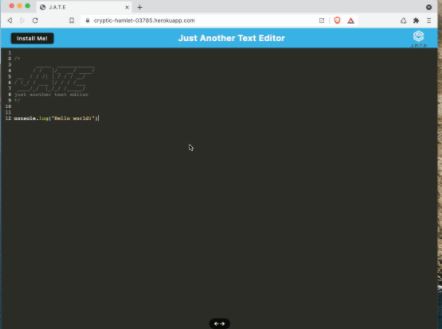 J.A.T.E
cryptic-hamlet-03785.herokuapp.com
Install Me!
Just Another Text Editor
J.A.T.E
1
2 /*
3
4
5
6
7
8 just another text editor
9 */
10
11
12 console.log("Hello world!")